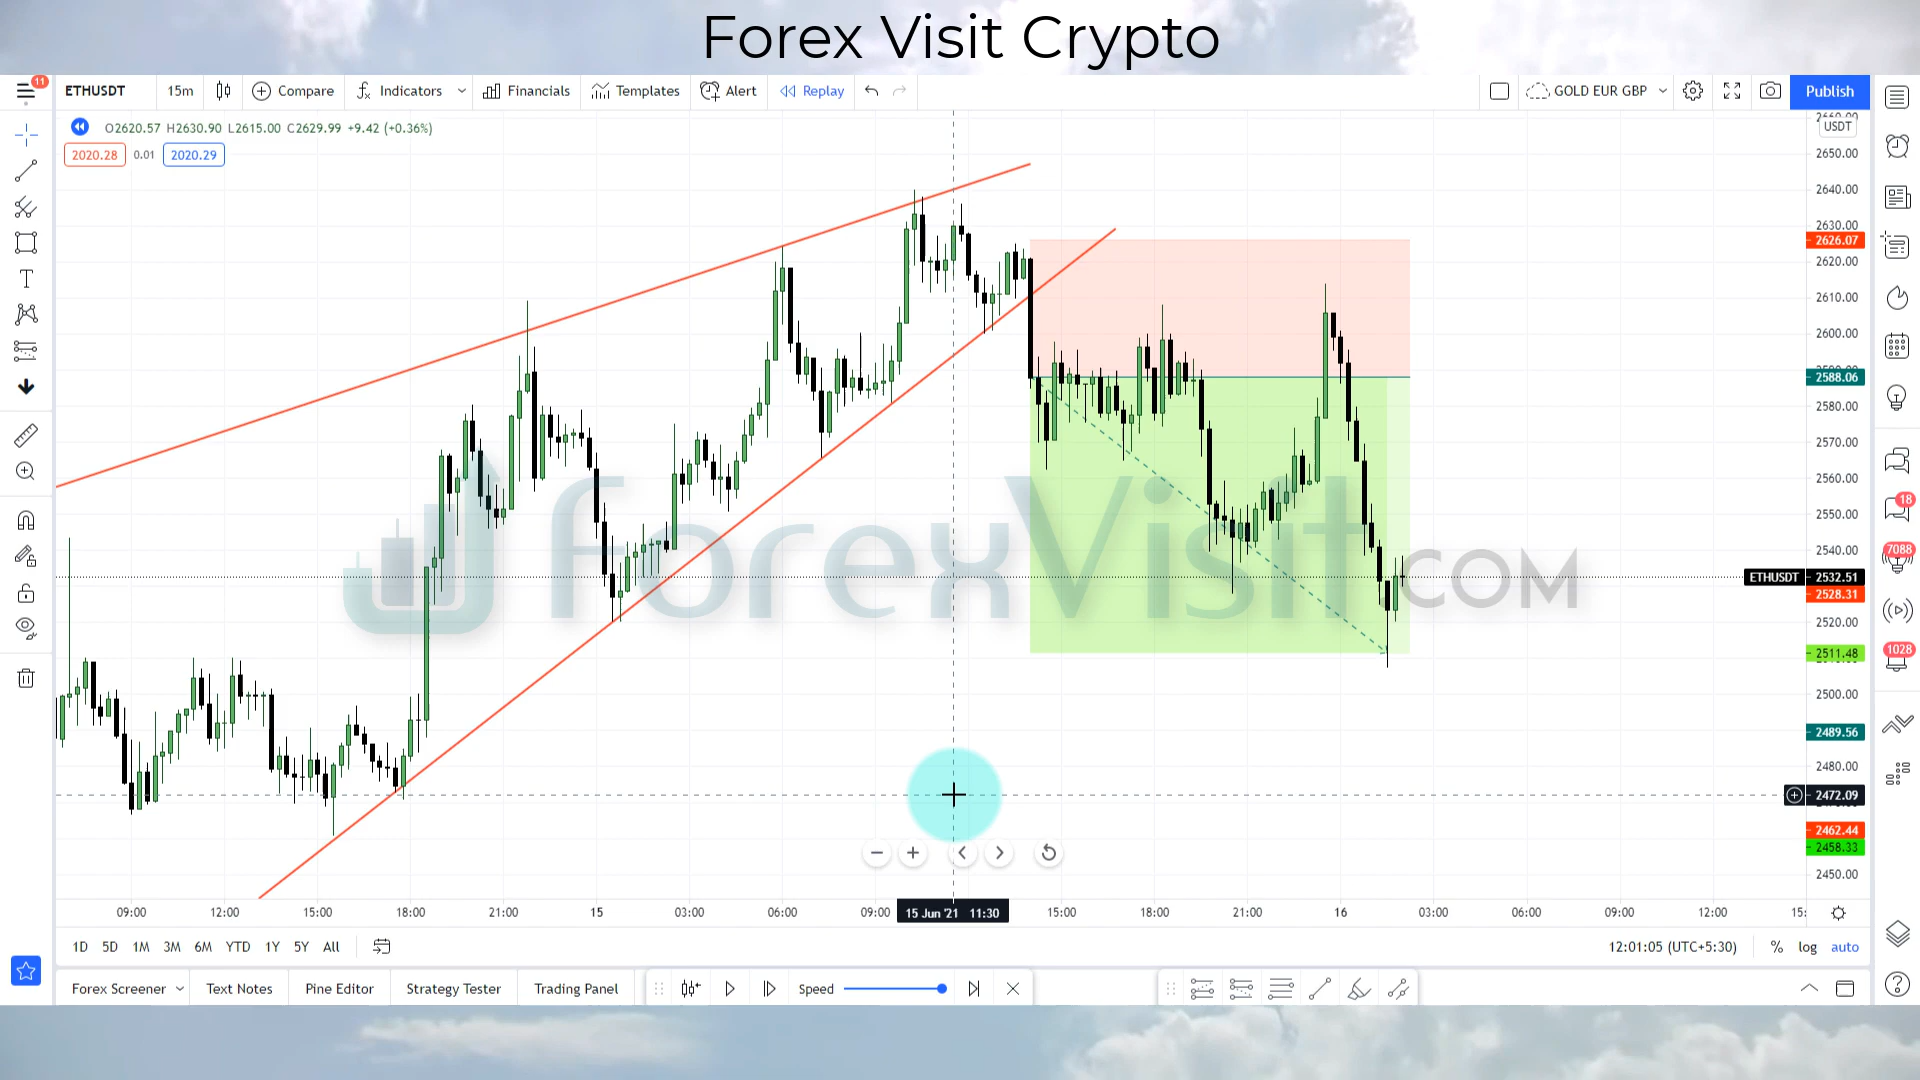 Forex Visit Crypto
11
ETHUSDT 15m Compare Indicators Financials Templates Alert Replay GOLD EUR GBP Publish
O2620.57 H2630.90 L2615.00 C2629.99 +9.42 (+0.36%)
2020.28 0.01 2020.29
2660.00
USDT
2650.00
2640.00
2630.00
2626.07
2620.00
2610.00
2600.00
2588.06
2580.00
2570.00
2560.00
2550.00
2540.00
ETHUSDT 2532.51
2528.31
2520.00
2511.48
2500.00
2489.56
2480.00
2472.09
2462.44
2458.33
2450.00
ForexVisit.COM
18
7088
1028
09:00 12:00 15:00 18:00 21:00 15 03:00 06:00 09:00 15 Jun '21 11:30 15:00 18:00 21:00 16 03:00 06:00 09:00 12:00 15:
1D 5D 1M 3M 6M YTD 1Y 5Y All 12:01:05 (UTC+5:30) % log auto
Forex Screener Text Notes Pine Editor Strategy Tester Trading Panel Speed